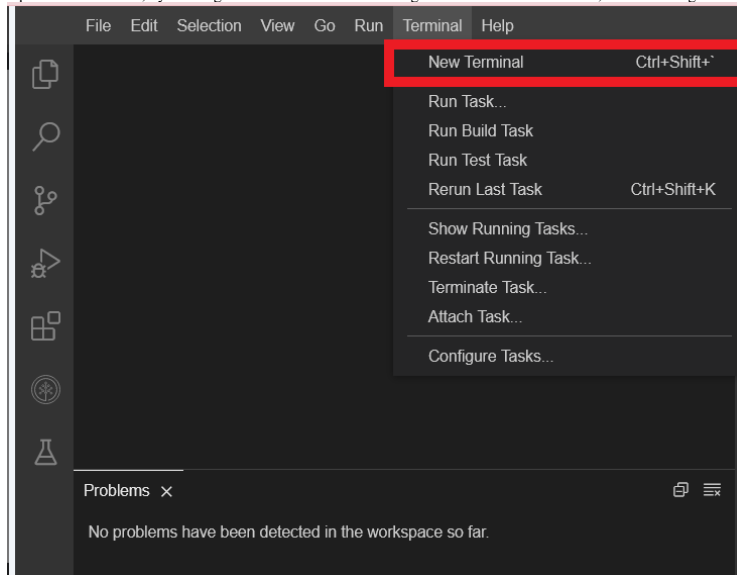 File Edit Selection View Go Run Terminal Help
New Terminal Ctrl+Shift+`
Run Task...
Run Build Task
Run Test Task
Rerun Last Task Ctrl+Shift+K
Show Running Tasks...
Restart Running Task...
Terminate Task...
Attach Task...
Configure Tasks...
Problems
No problems have been detected in the workspace so far.